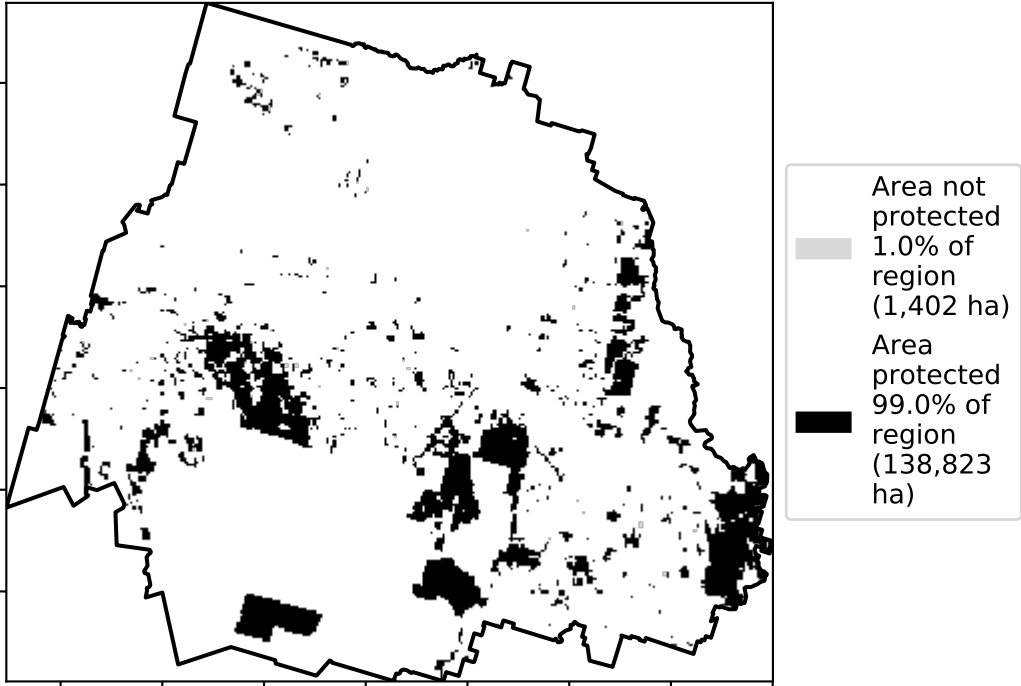 Area not
protected
1.0% of
region
(1,402 ha)
Area
protected
99.0% of
region
(138,823
ha)